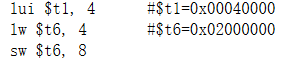 lui $t1, 4 #$t1=0x00040000
lw $t6, 4 #$t6=0x02000000
sw $t6, 8